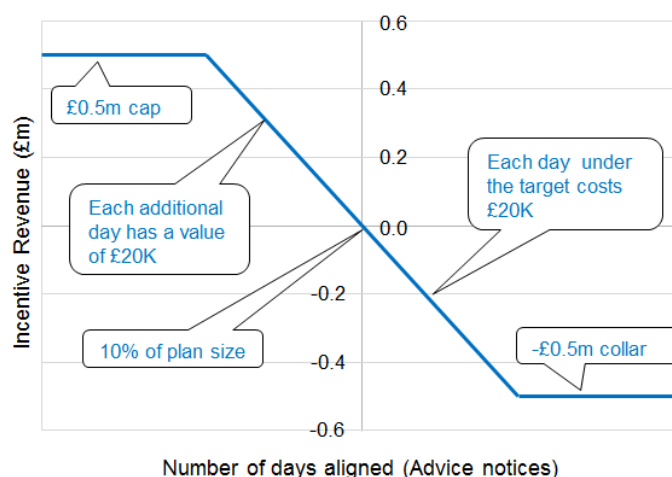 0.6
£0.5m cap
0.4
Incentive Revenue (£m)
0.2
Each day  under
the target costs
£20K
Each additional
day has a value
of £20K
0.0
-0.2
10% of plan size
-£0.5m collar
-0.4
-0.6
Number of days aligned (Advice notices)